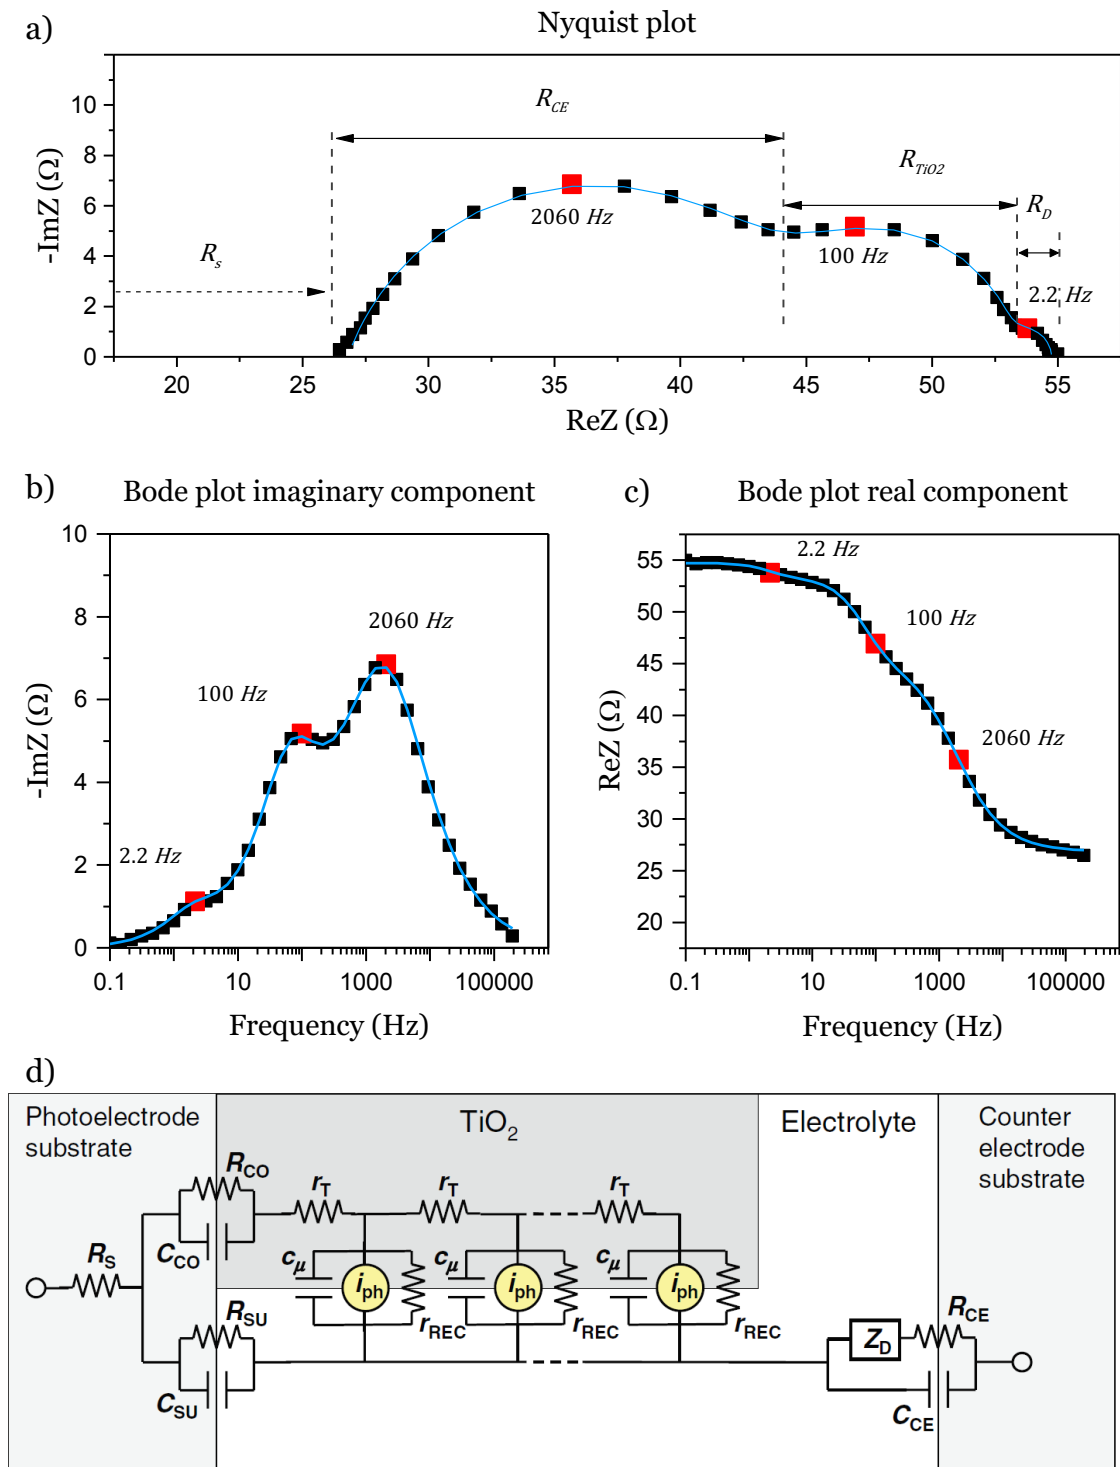 a)
Nyquist plot
R_CE
R_TiO2
R_D
R_s
2060 Hz
100 Hz
2.2 Hz
-ImZ (Ω)
10
8
6
4
2
0
20 25 30 35 40 45 50 55
ReZ (Ω)
b)
Bode plot imaginary component
10
8
6
4
2
0
-ImZ (Ω)
2060 Hz
100 Hz
2.2 Hz
0.1 10 1000 100000
Frequency (Hz)
c)
Bode plot real component
55
50
45
40
35
30
25
20
ReZ (Ω)
2.2 Hz
100 Hz
2060 Hz
0.1 10 1000 100000
Frequency (Hz)
d)
Photoelectrode
substrate
TiO2
Electrolyte
Counter
electrode
substrate
R_CO
r_T r_T r_T
C_CO
R_S
c_μ i_ph c_μ i_ph c_μ i_ph
R_SU
r_REC r_REC r_REC
R_CE
Z_D
C_SU
C_CE